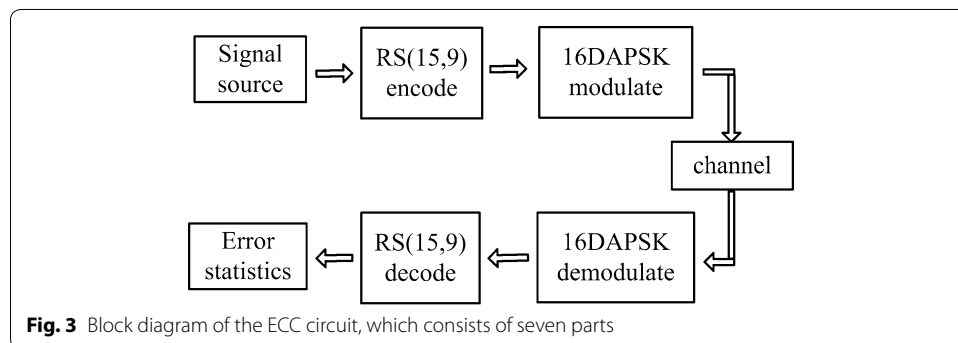 Signal
source
RS(15,9)
encode
16DAPSK
modulate
channel
Error
statistics
RS(15,9)
decode
16DAPSK
demodulate
Fig. 3 Block diagram of the ECC circuit, which consists of seven parts